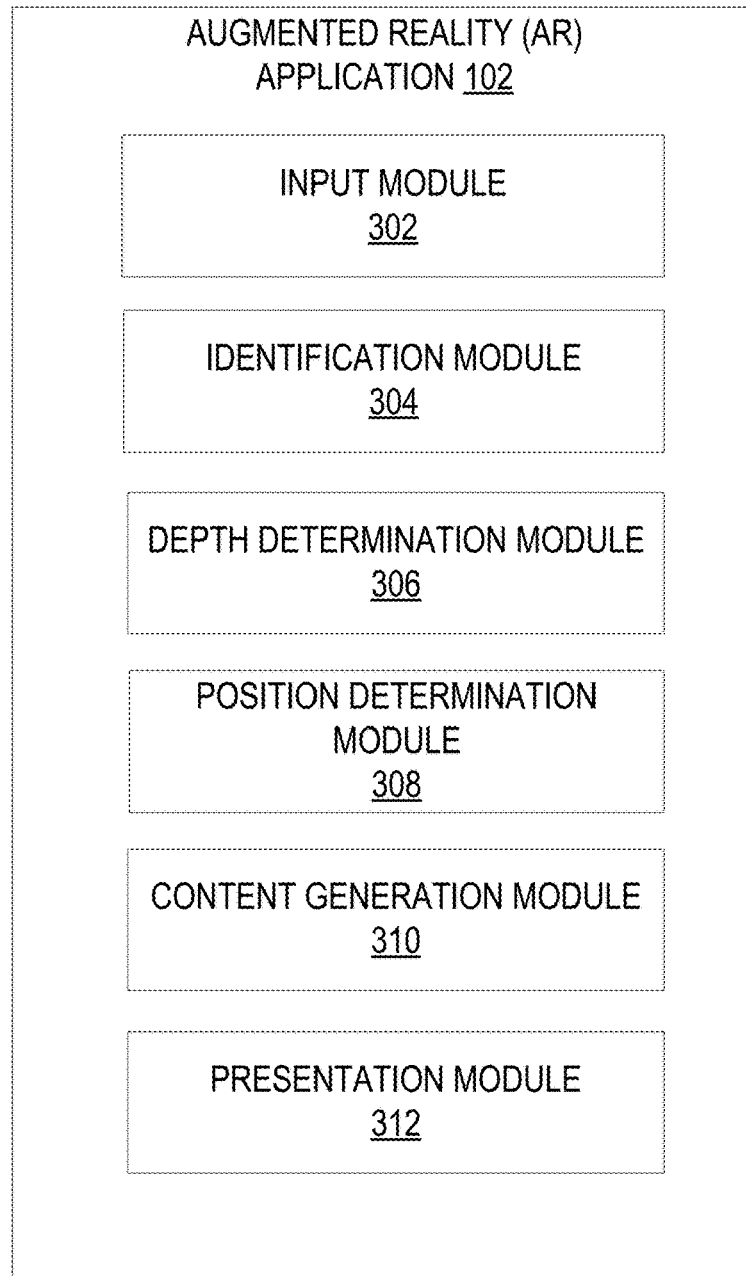 AUGMENTED REALITY (AR)
APPLICATION 102
INPUT MODULE
302
IDENTIFICATION MODULE
304
DEPTH DETERMINATION MODULE
306
POSITION DETERMINATION
MODULE
308
CONTENT GENERATION MODULE
310
PRESENTATION MODULE
312